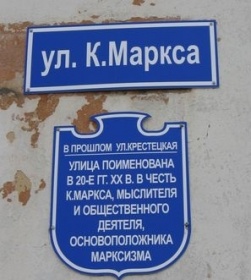 ул. К.Маркса
В ПРОШЛОМ УЛ.КРЕСТЕЦКАЯ
УЛИЦА ПОИМЕНОВАНА
В 20-Е ГГ. XX В. В ЧЕСТЬ
К.МАРКСА, МЫСЛИТЕЛЯ
И ОБЩЕСТВЕННОГО
ДЕЯТЕЛЯ,
ОСНОВОПОЛОЖНИКА
МАРКСИЗМА